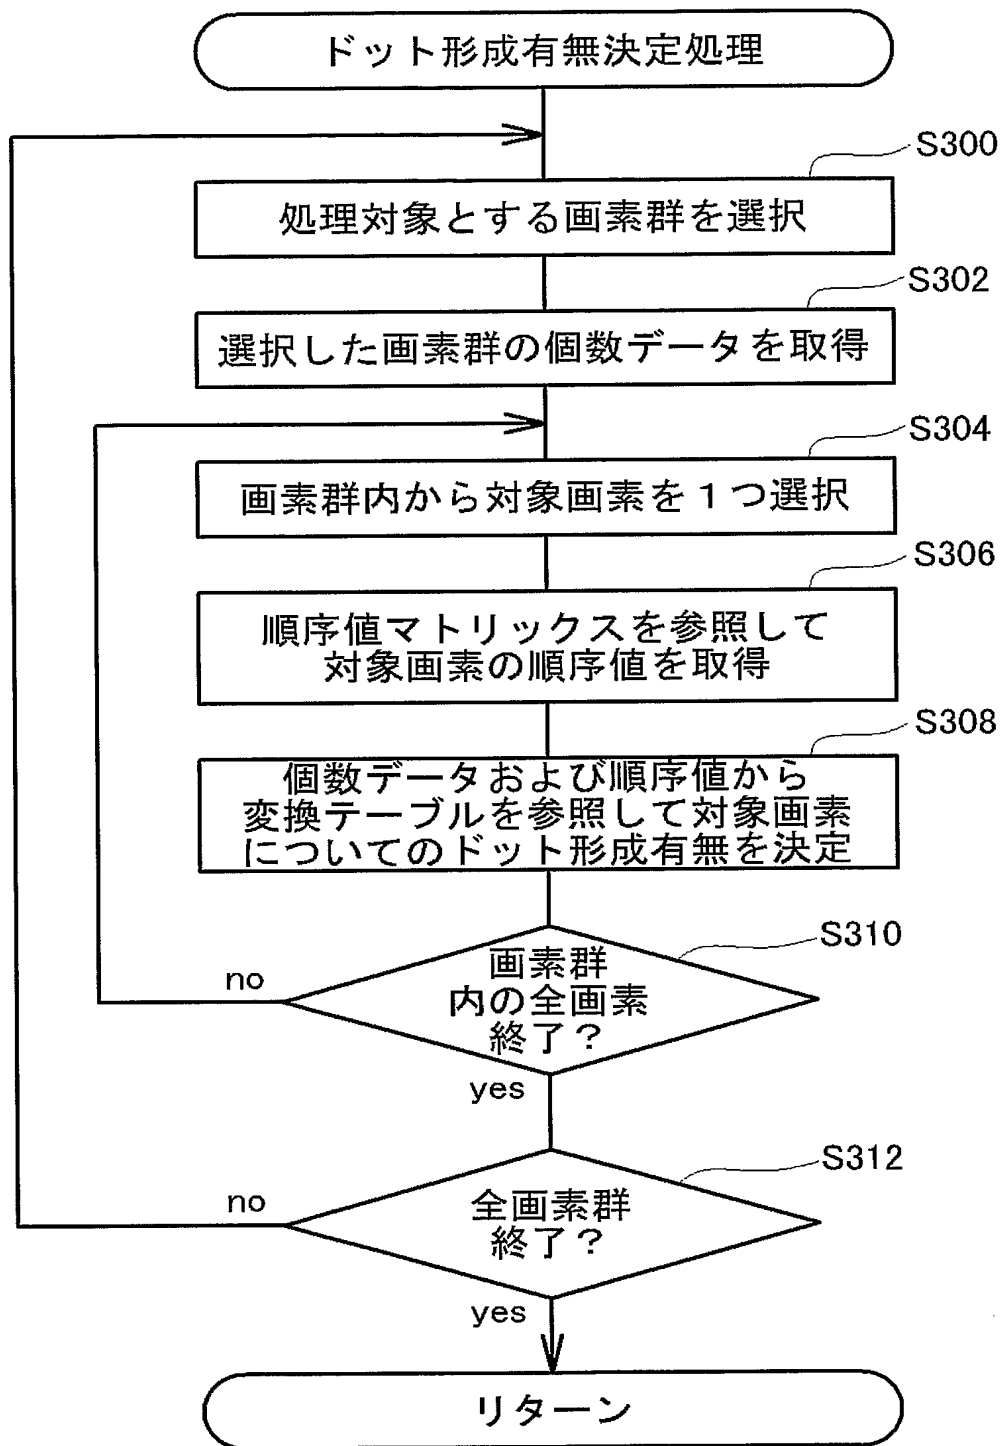 ドット形成有無決定処理
S300
処理対象とする画素群を選択
S302
選択した画素群の個数データを取得
S304
画素群内から対象画素を１つ選択
S306
順序値マトリックスを参照して
対象画素の順序値を取得
S308
個数データおよび順序値から
変換テーブルを参照して対象画素
についてのドット形成有無を決定
S310
画素群
内の全画素
終了？
no
yes
S312
全画素群
終了？
no
yes
リターン